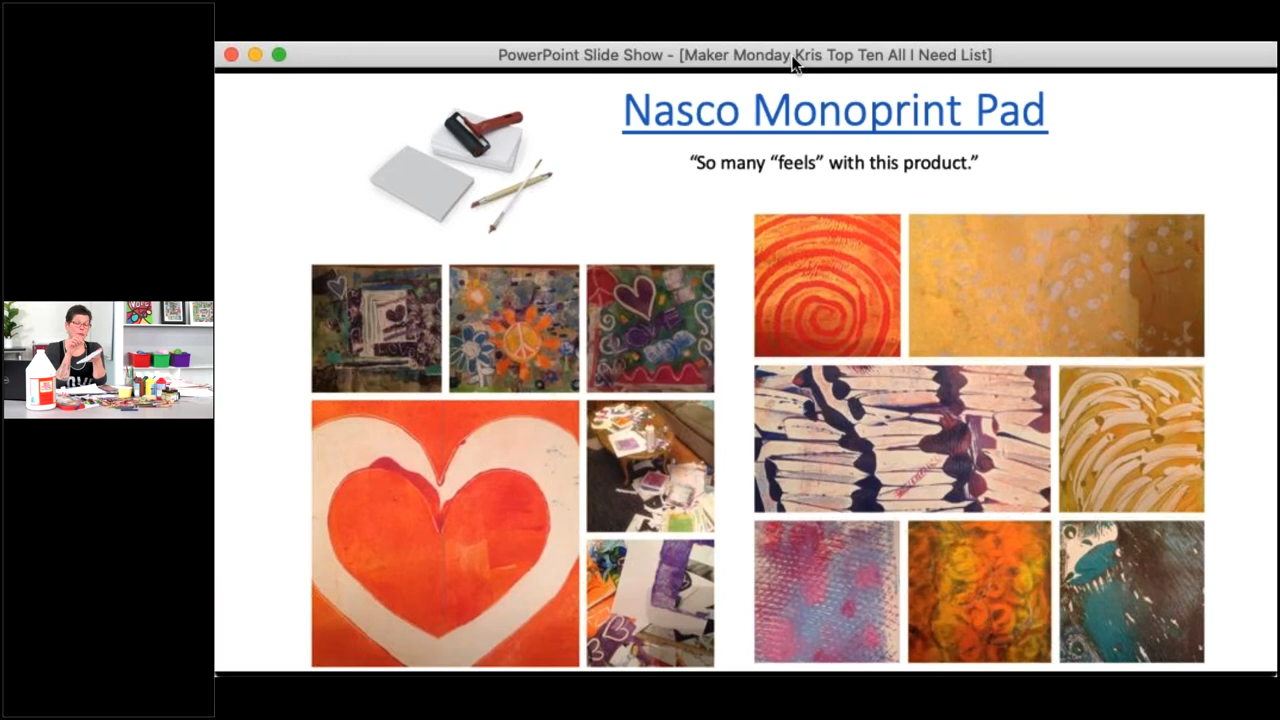 PowerPoint Slide Show - [Maker Monday Kris Top Ten All I Need List]
Nasco Monoprint Pad
“So many “feels” with this product.”
LOVE